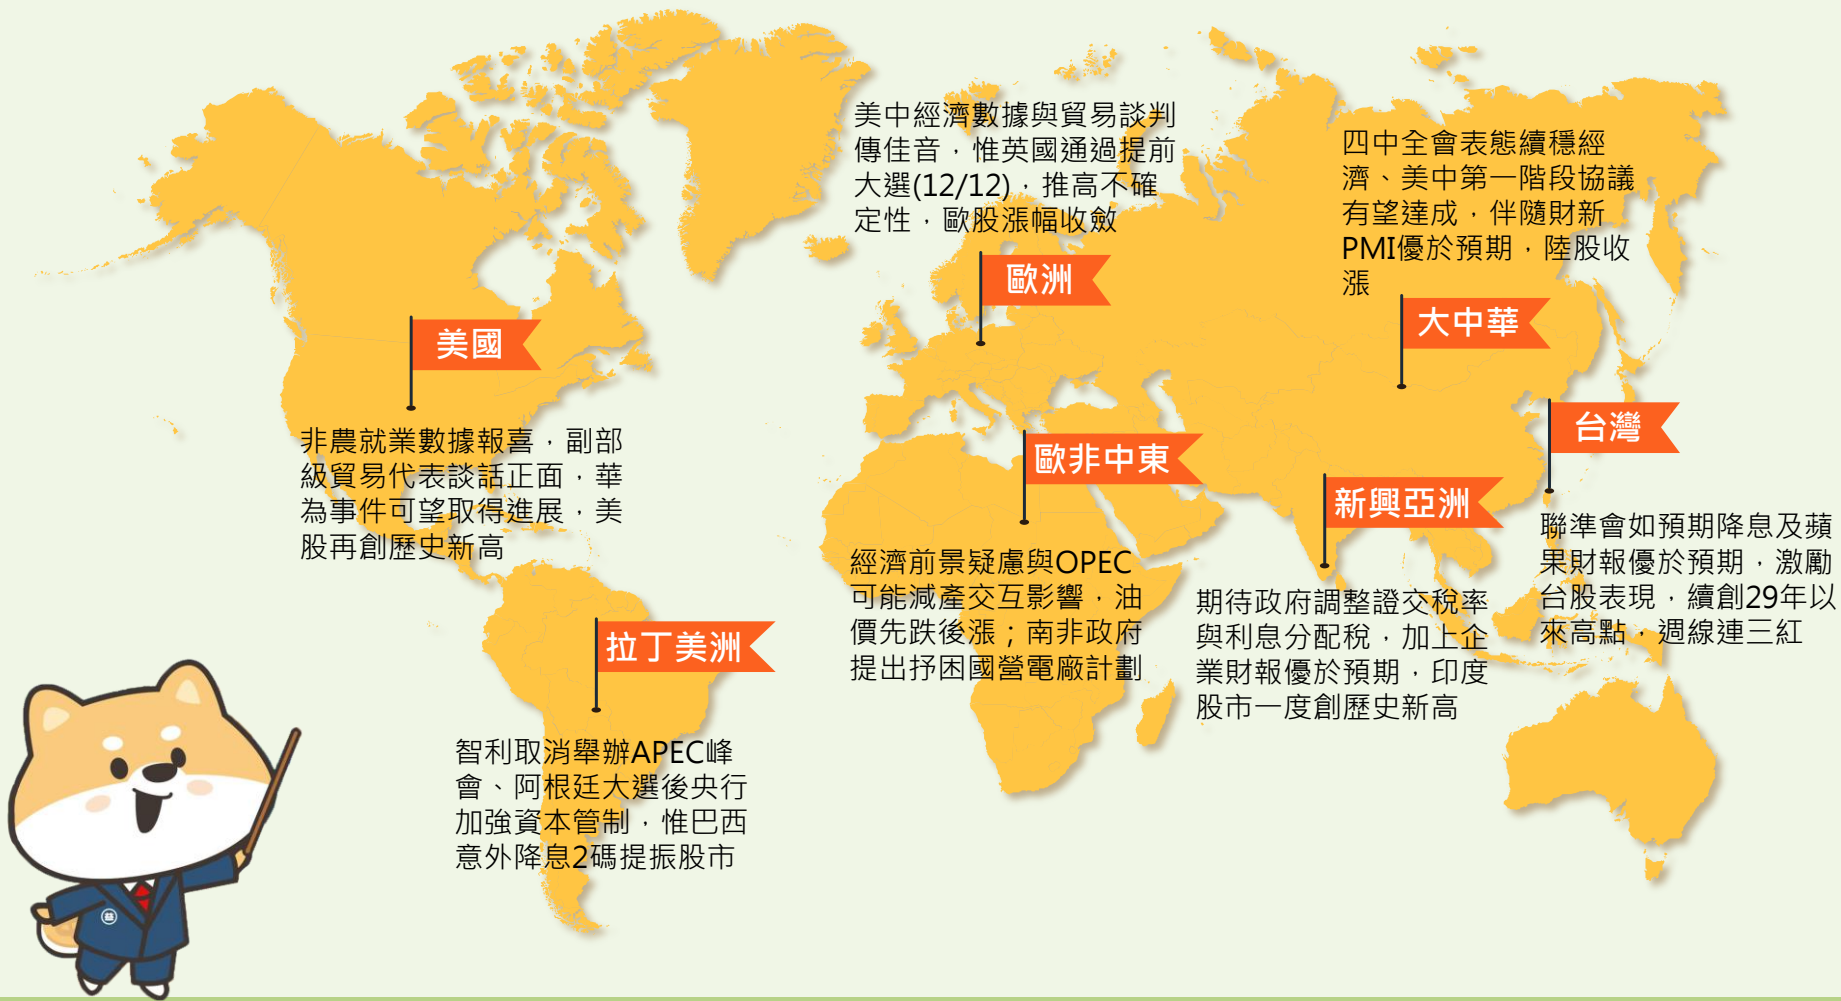 美中經濟數據與貿易談判
傳佳音，惟英國通過提前
大選(12/12)，推高不確
定性，歐股漲幅收斂
歐洲
四中全會表態續穩經
濟、美中第一階段協議
有望達成，伴隨財新
PMI優於預期，陸股收
漲
大中華
美國
非農就業數據報喜，副部
級貿易代表談話正面，華
為事件可望取得進展，美
股再創歷史新高
台灣
聯準會如預期降息及蘋
果財報優於預期，激勵
台股表現，續創29年以
來高點，週線連三紅
歐非中東
經濟前景疑慮與OPEC
可能減產交互影響，油
價先跌後漲；南非政府
提出抒困國營電廠計劃
新興亞洲
期待政府調整證交稅率
與利息分配稅，加上企
業財報優於預期，印度
股市一度創歷史新高
拉丁美洲
智利取消舉辦APEC峰
會、阿根廷大選後央行
加強資本管制，惟巴西
意外降息2碼提振股市